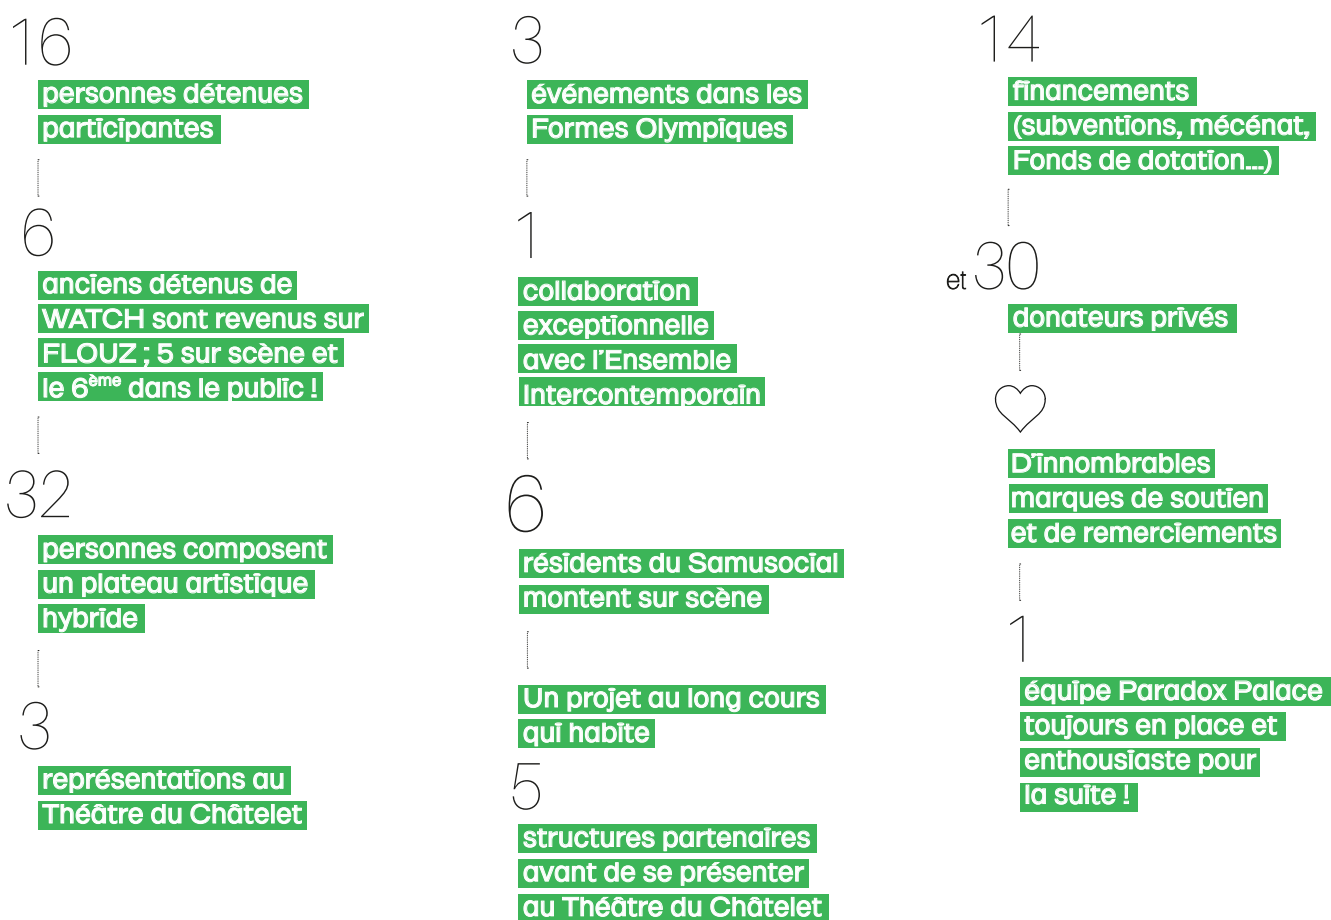 16
personnes détenues
participantes
6
anciens détenus de
WATCH sont revenus sur
FLOUZ ; 5 sur scène et
le 6ème dans le public !
32
personnes composent
un plateau artistique
hybride
3
représentations au
Théâtre du Châtelet
3
événements dans les
Formes Olympiques
1
collaboration
exceptionnelle
avec l’Ensemble
Intercontemporain
6
résidents du Samusocial
montent sur scène
Un projet au long cours
qui habite
5
structures partenaires
avant de se présenter
au Théâtre du Châtelet
14
financements
(subventions, mécénat,
Fonds de dotation...)
et 30
donateurs privés
D’innombrables
marques de soutien
et de remerciements
1
équipe Paradox Palace
toujours en place et
enthousiaste pour
la suite !